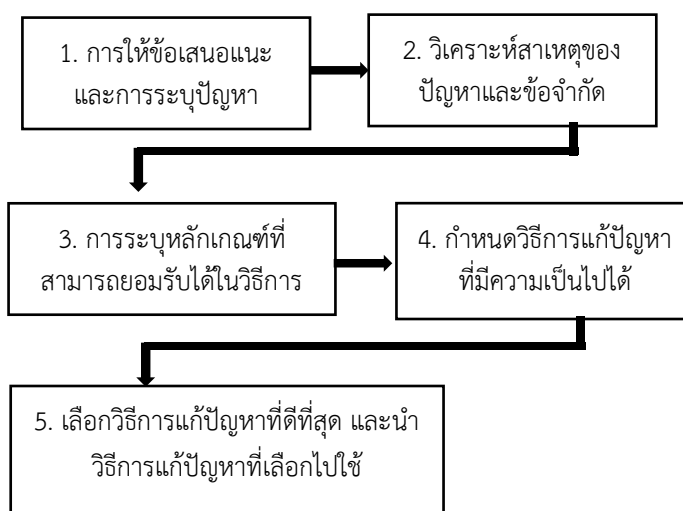 1. การให้ข้อเสนอแนะ
และการระบุปัญหา
2. วิเคราะห์สาเหตุของ
ปัญหาและข้อจำกัด
3. การระบุหลักเกณฑ์ที่
สามารถยอมรับได้ในวิธีการ
4. กำหนดวิธีการแก้ปัญหา
ที่มีความเป็นไปได้
5. เลือกวิธีการแก้ปัญหาที่ดีที่สุด และนำ
วิธีการแก้ปัญหาที่เลือกไปใช้